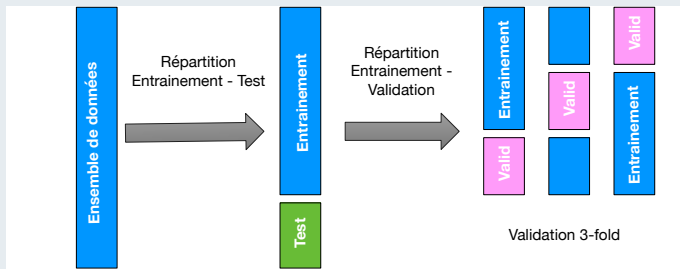 Ensemble de données
Répartition
Entrainement - Test
Entrainement
Test
Répartition
Entrainement -
Validation
Entrainement
Valid
Valid
Valid
Entrainement
Validation 3-fold